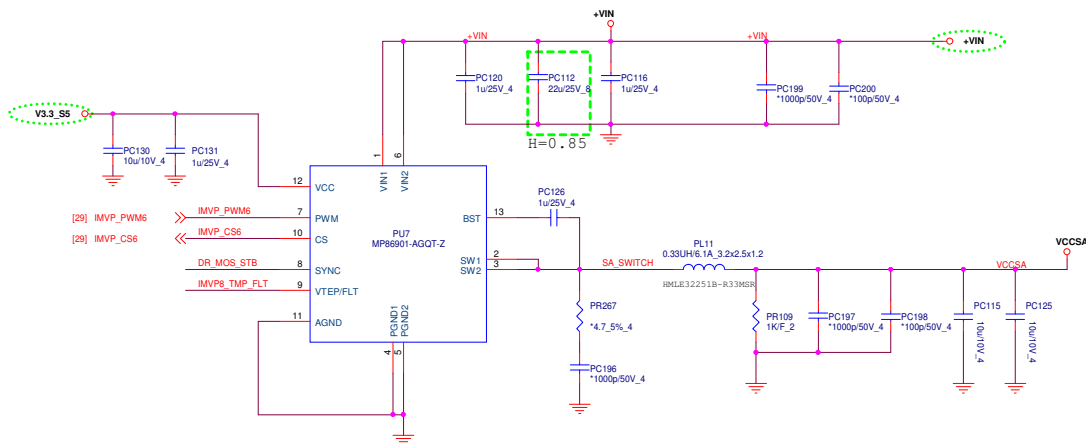 +VIN
+VIN
+VIN
+VIN
PC120
1u/25V_4
PC112
22u/25V_8
PC116
1u/25V_4
PC199
*1000p/50V_4
PC200
*100p/50V_4
H=0.85
V3.3_S5
PC130
10u/10V_4
PC131
1u/25V_4
1
6
VIN1
VIN2
12
VCC
[29] IMVP_PWM6
IMVP_PWM6
7
PWM
[29] IMVP_CS6
IMVP_CS6
10
CS
DR_MOS_STB
8
SYNC
IMVP8_TMP_FLT
9
VTEP/FLT
11
AGND
PU7
MP86901-AGQT-Z
BST
13
SW1
2
SW2
3
PGND1
PGND2
4
5
PC126
1u/25V_4
SA_SWITCH
PL11
0.33UH/6.1A_3.2x2.5x1.2
HMLE32251B-R33MSR
VCCSA
VCCSA
PR267
*4.7_5%_4
PC196
*1000p/50V_4
PR109
1K/F_2
PC197
*1000p/50V_4
PC198
*100p/50V_4
PC115
10u/10V_4
PC125
10u/10V_4